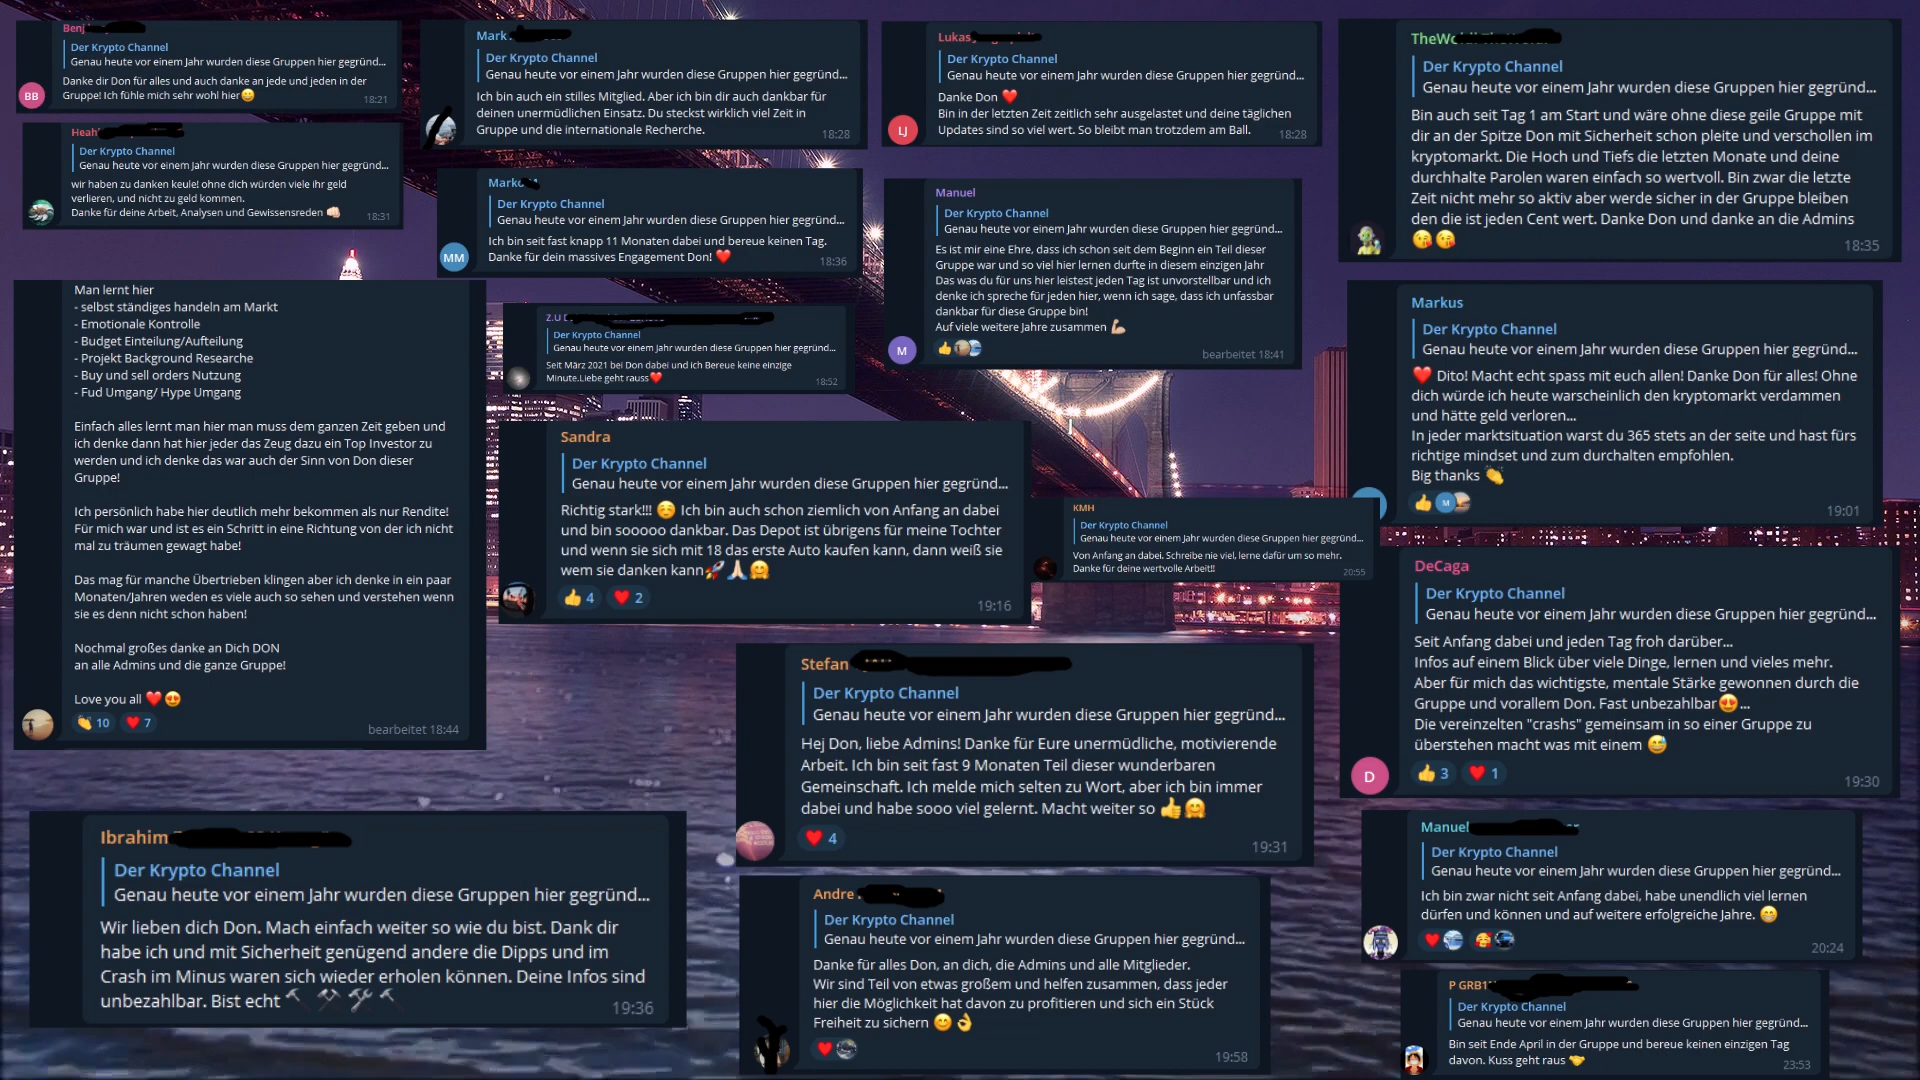 Benj
Der Krypto Channel
Genau heute vor einem Jahr wurden diese Gruppen hier gegründ...
Danke dir Don für alles und auch danke an jede und jeden in der
Gruppe! Ich fühle mich sehr wohl hier😄
BB
18:21
Heah
Der Krypto Channel
Genau heute vor einem Jahr wurden diese Gruppen hier gegründ...
wir haben zu danken keule! ohne dich würden viele ihr geld
verlieren, und nicht zu geld kommen.
Danke für deine Arbeit, Analysen und Gewissensreden 👊🏻
18:31
Man lernt hier
- selbst ständiges handeln am Markt
- Emotionale Kontrolle
- Budget Einteilung/Aufteilung
- Projekt Background Researche
- Buy und sell orders Nutzung
- Fud Umgang/ Hype Umgang
Einfach alles lernt man hier man muss dem ganzen Zeit geben und
ich denke dann hat hier jeder das Zeug dazu ein Top Investor zu
werden und ich denke das war auch der Sinn von Don dieser
Gruppe!
Ich persönlich habe hier deutlich mehr bekommen als nur Rendite!
Für mich war und ist es ein Schritt in eine Richtung von der ich nicht
mal zu träumen gewagt habe!
Das mag für manche Übertrieben klingen aber ich denke in ein paar
Monaten/Jahren weden es viele auch so sehen und verstehen wenn
sie es denn nicht schon haben!
Nochmal großes danke an Dich DON
an alle Admins und die ganze Gruppe!
Love you all ❤️😍
👏 10 ❤️ 7
bearbeitet 18:44
Ibrahim
Der Krypto Channel
Genau heute vor einem Jahr wurden diese Gruppen hier gegründ...
Wir lieben dich Don. Mach einfach weiter so wie du bist. Dank dir
habe ich und mit Sicherheit genügend andere die Dipps und im
Crash im Minus waren sich wieder erholen können. Deine Infos sind
unbezahlbar. Bist echt ⛏️ ⚒️ 🛠️ ⛏️
19:36
Mark
Der Krypto Channel
Genau heute vor einem Jahr wurden diese Gruppen hier gegründ...
Ich bin auch ein stilles Mitglied. Aber ich bin dir auch dankbar für
deinen unermüdlichen Einsatz. Du steckst wirklich viel Zeit in
Gruppe und die internationale Recherche.
18:28
Marko
Der Krypto Channel
Genau heute vor einem Jahr wurden diese Gruppen hier gegründ...
Ich bin seit fast knapp 11 Monaten dabei und bereue keinen Tag.
Danke für dein massives Engagement Don! ❤️
MM
18:36
Z.U
Der Krypto Channel
Genau heute vor einem Jahr wurden diese Gruppen hier gegründ...
Seit März 2021 bei Don dabei und ich Bereue keine einzige
Minute.Liebe geht rauss❤️
18:52
Sandra
Der Krypto Channel
Genau heute vor einem Jahr wurden diese Gruppen hier gegründ...
Richtig stark!!! ☺️ Ich bin auch schon ziemlich von Anfang an dabei
und bin sooooo dankbar. Das Depot ist übrigens für meine Tochter
und wenn sie sich mit 18 das erste Auto kaufen kann, dann weiß sie
wem sie danken kann🚀🙏🏻🤗
👍 4 ❤️ 2
19:16
Stefan
Der Krypto Channel
Genau heute vor einem Jahr wurden diese Gruppen hier gegründ...
Hej Don, liebe Admins! Danke für Eure unermüdliche, motivierende
Arbeit. Ich bin seit fast 9 Monaten Teil dieser wunderbaren
Gemeinschaft. Ich melde mich selten zu Wort, aber ich bin immer
dabei und habe sooo viel gelernt. Macht weiter so 👍🤗
❤️ 4
19:31
Andre
Der Krypto Channel
Genau heute vor einem Jahr wurden diese Gruppen hier gegründ...
Danke für alles Don, an dich, die Admins und alle Mitglieder.
Wir sind Teil von etwas großem und helfen zusammen, dass jeder
hier die Möglichkeit hat davon zu profitieren und sich ein Stück
Freiheit zu sichern 😊👌
❤️
19:58
Lukas
Der Krypto Channel
Genau heute vor einem Jahr wurden diese Gruppen hier gegründ...
Danke Don ❤️
Bin in der letzten Zeit zeitlich sehr ausgelastet und deine täglichen
Updates sind so viel wert. So bleibt man trotzdem am Ball.
LJ
18:28
Manuel
Der Krypto Channel
Genau heute vor einem Jahr wurden diese Gruppen hier gegründ...
Es ist mir eine Ehre, dass ich schon seit dem Beginn ein Teil dieser
Gruppe war und so viel hier lernen durfte in diesem einzigen Jahr
Das was du für uns hier leistest jeden Tag ist unvorstellbar und ich
denke ich spreche für jeden hier, wenn ich sage, dass ich unfassbar
dankbar für diese Gruppe bin!
Auf viele weitere Jahre zusammen 💪🏼
M
👍
bearbeitet 18:41
KMH
Der Krypto Channel
Genau heute vor einem Jahr wurden diese Gruppen hier gegründ...
Von Anfang an dabei. Schreibe nie viel, lerne dafür um so mehr.
Danke für deine wertvolle Arbeit!!
20:55
TheWo
Der Krypto Channel
Genau heute vor einem Jahr wurden diese Gruppen hier gegründ...
Bin auch seit Tag 1 am Start und wäre ohne diese geile Gruppe mit
dir an der Spitze Don mit Sicherheit schon pleite und verschollen im
kryptomarkt. Die Hoch und Tiefs die letzten Monate und deine
durchhalte Parolen waren einfach so wertvoll. Bin zwar die letzte
Zeit nicht mehr so aktiv aber werde sicher in der Gruppe bleiben
den die ist jeden Cent wert. Danke Don und danke an die Admins
😘😘
18:35
Markus
Der Krypto Channel
Genau heute vor einem Jahr wurden diese Gruppen hier gegründ...
❤️ Dito! Macht echt spass mit euch allen! Danke Don für alles! Ohne
dich würde ich heute warscheinlich den kryptomarkt verdammen
und hätte geld verloren...
In jeder marktsituation warst du 365 stets an der seite und hast fürs
richtige mindset und zum durchalten empfohlen.
Big thanks 👏
👍 M
19:01
DeCaga
Der Krypto Channel
Genau heute vor einem Jahr wurden diese Gruppen hier gegründ...
Seit Anfang dabei und jeden Tag froh darüber...
Infos auf einem Blick über viele Dinge, lernen und vieles mehr.
Aber für mich das wichtigste, mentale Stärke gewonnen durch die
Gruppe und vorallem Don. Fast unbezahlbar😍...
Die vereinzelten "crashs" gemeinsam in so einer Gruppe zu
überstehen macht was mit einem 😅
D
👍 3 ❤️ 1
19:30
Manuel
Der Krypto Channel
Genau heute vor einem Jahr wurden diese Gruppen hier gegründ...
Ich bin zwar nicht seit Anfang dabei, habe unendlich viel lernen
dürfen und können und auf weitere erfolgreiche Jahre. 😁
❤️ 🥰
20:24
P GRB1
Der Krypto Channel
Genau heute vor einem Jahr wurden diese Gruppen hier gegründ...
Bin seit Ende April in der Gruppe und bereue keinen einzigen Tag
davon. Kuss geht raus 🤝
23:53